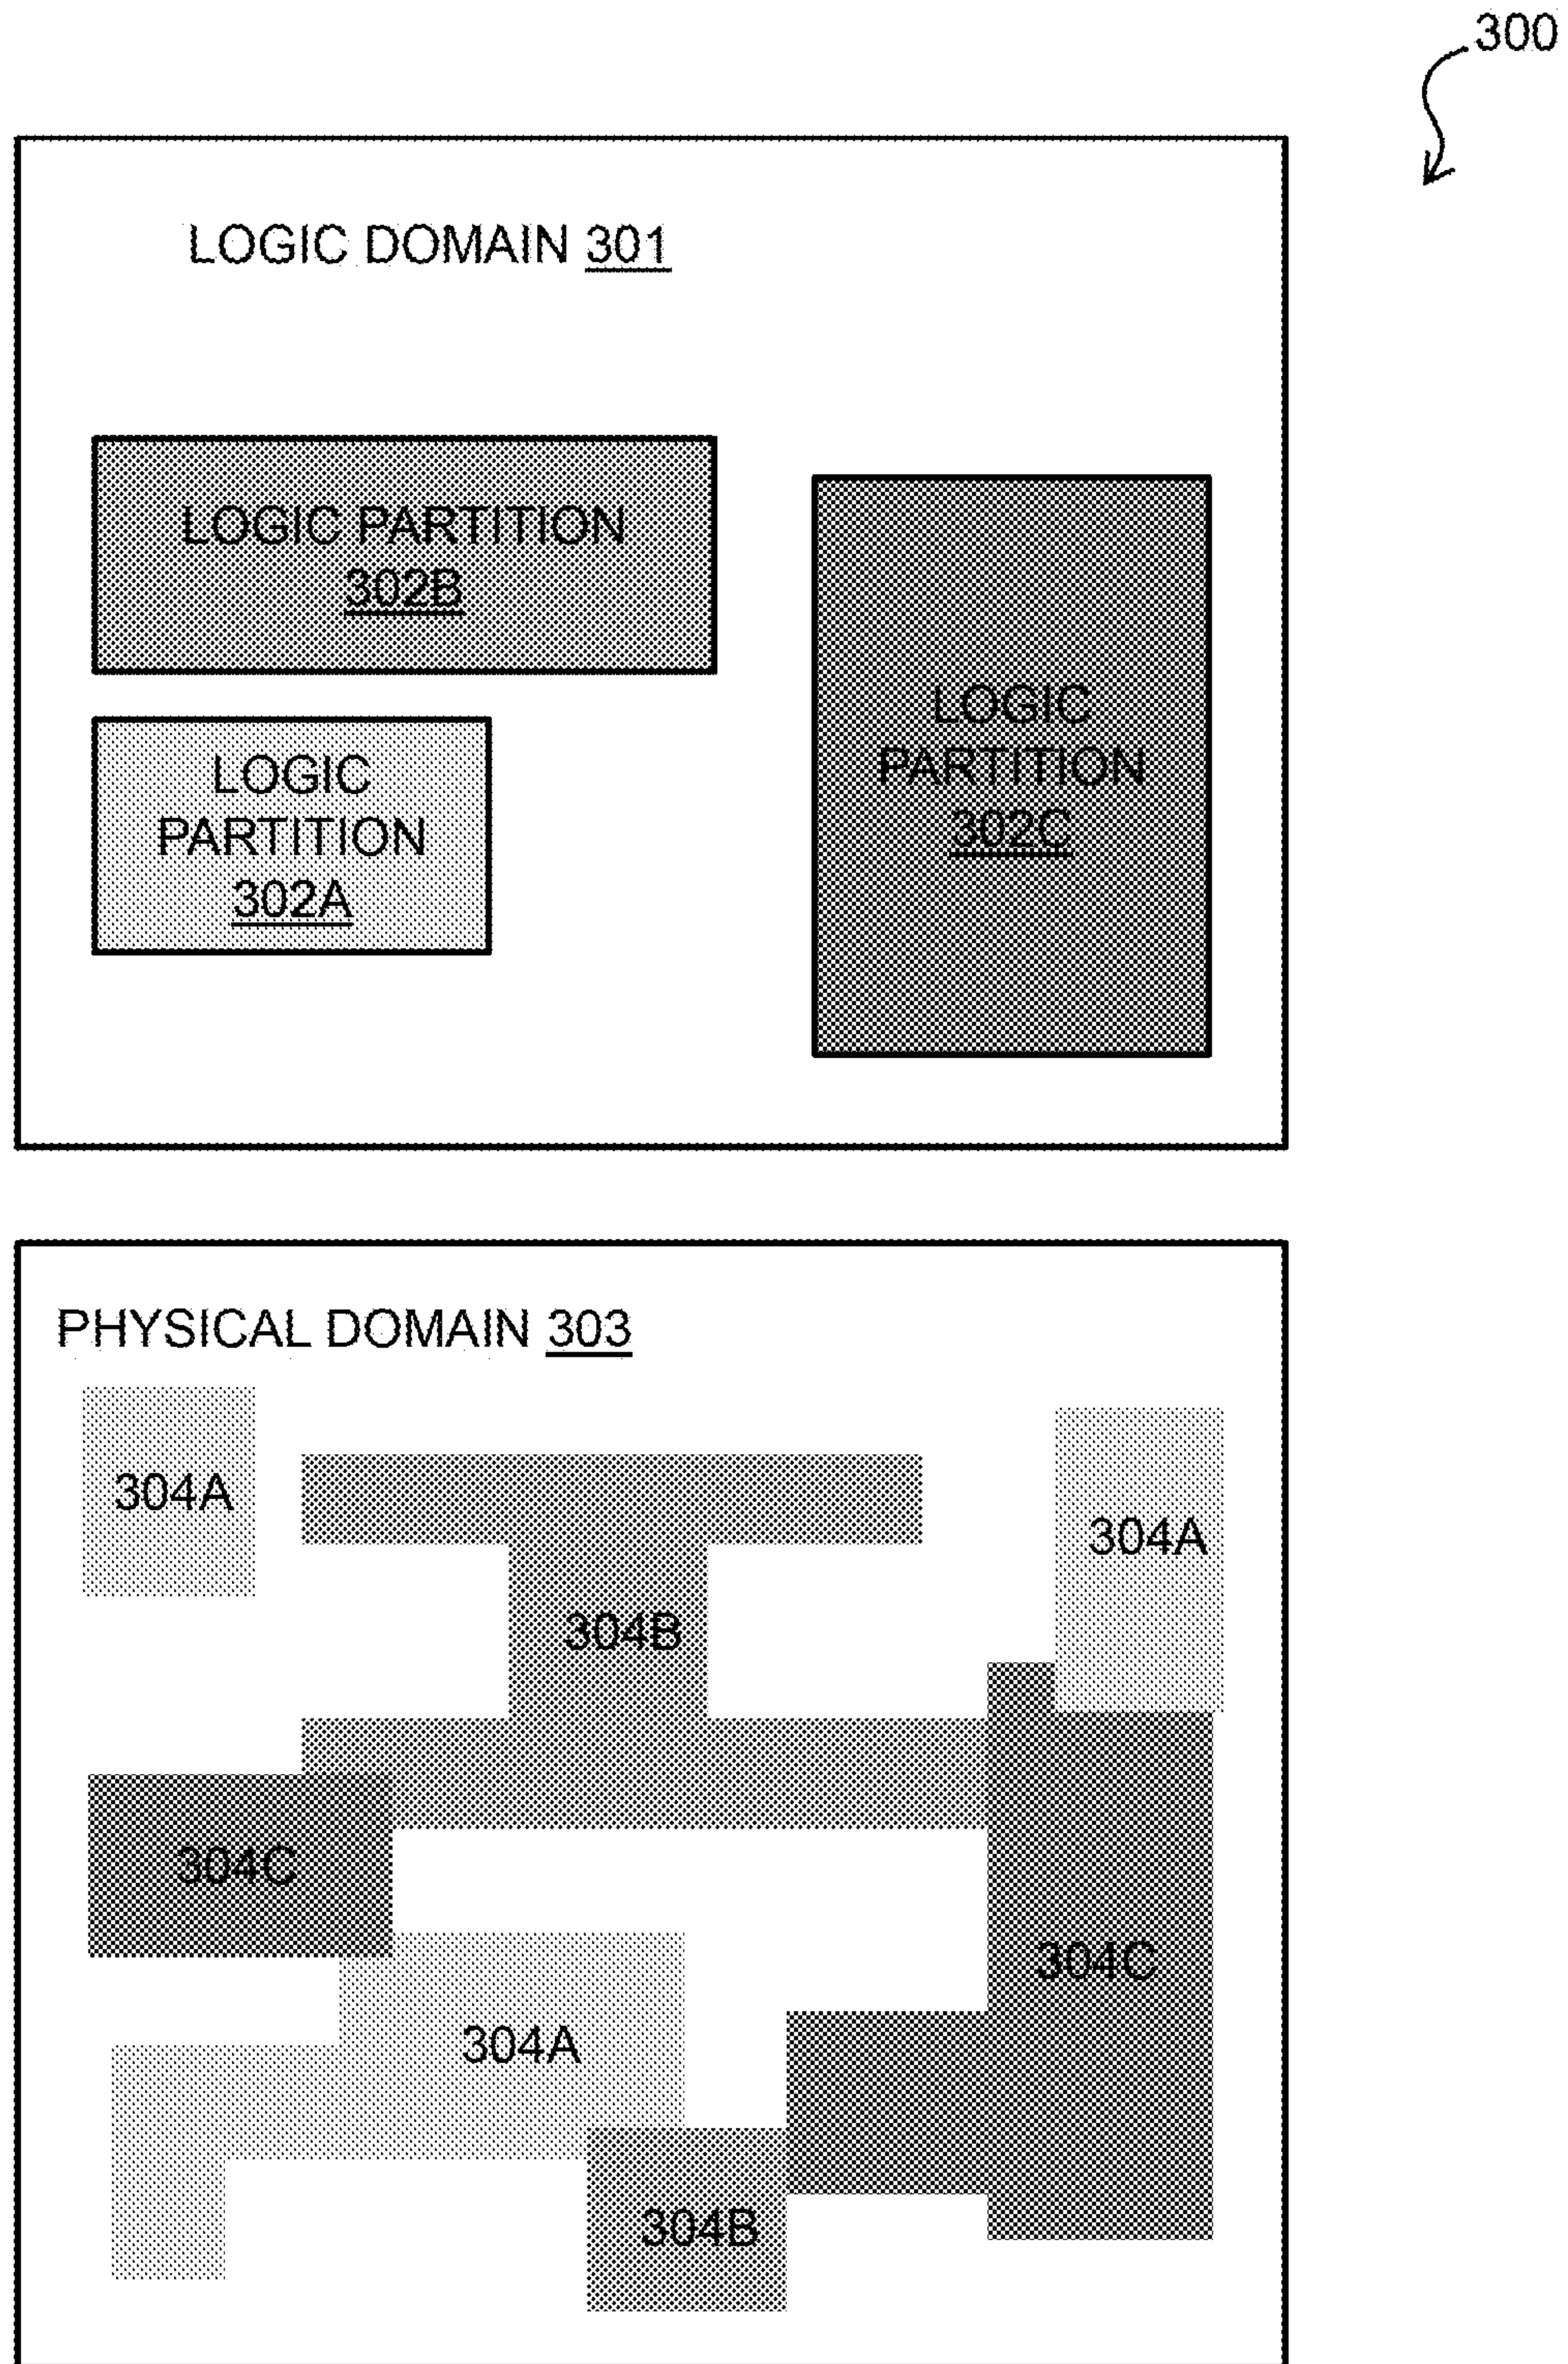 300
LOGIC DOMAIN 301
LOGIC PARTITION
302B
LOGIC
PARTITION
302C
LOGIC
PARTITION
302A
PHYSICAL DOMAIN 303
304A
304A
304B
304C
304C
304A
304B